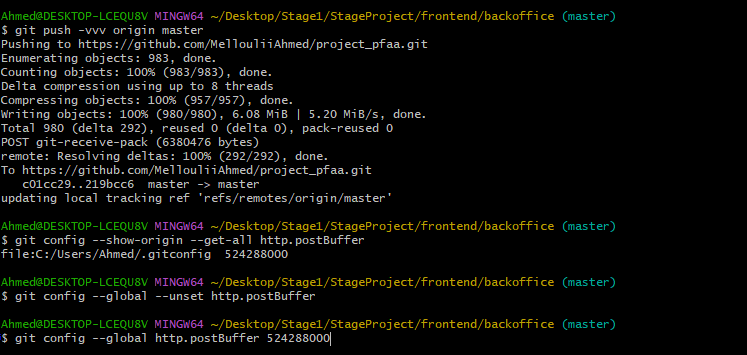 Ahmed@DESKTOP-LCEQU8V MINGW64 ~/Desktop/Stage1/StageProject/frontend/backoffice (master)
$ git push -vvv origin master
Pushing to https://github.com/MellouliiAhmed/project_pfaa.git
Enumerating objects: 983, done.
Counting objects: 100% (983/983), done.
Delta compression using up to 8 threads
Compressing objects: 100% (957/957), done.
Writing objects: 100% (980/980), 6.08 MiB | 5.20 MiB/s, done.
Total 980 (delta 292), reused 0 (delta 0), pack-reused 0
POST git-receive-pack (6380476 bytes)
remote: Resolving deltas: 100% (292/292), done.
To https://github.com/MellouliiAhmed/project_pfaa.git
   c01cc29..219bcc6  master -> master
updating local tracking ref 'refs/remotes/origin/master'
Ahmed@DESKTOP-LCEQU8V MINGW64 ~/Desktop/Stage1/StageProject/frontend/backoffice (master)
$ git config --show-origin --get-all http.postBuffer
file:C:/Users/Ahmed/.gitconfig  524288000
Ahmed@DESKTOP-LCEQU8V MINGW64 ~/Desktop/Stage1/StageProject/frontend/backoffice (master)
$ git config --global --unset http.postBuffer
Ahmed@DESKTOP-LCEQU8V MINGW64 ~/Desktop/Stage1/StageProject/frontend/backoffice (master)
$ git config --global http.postBuffer 524288000